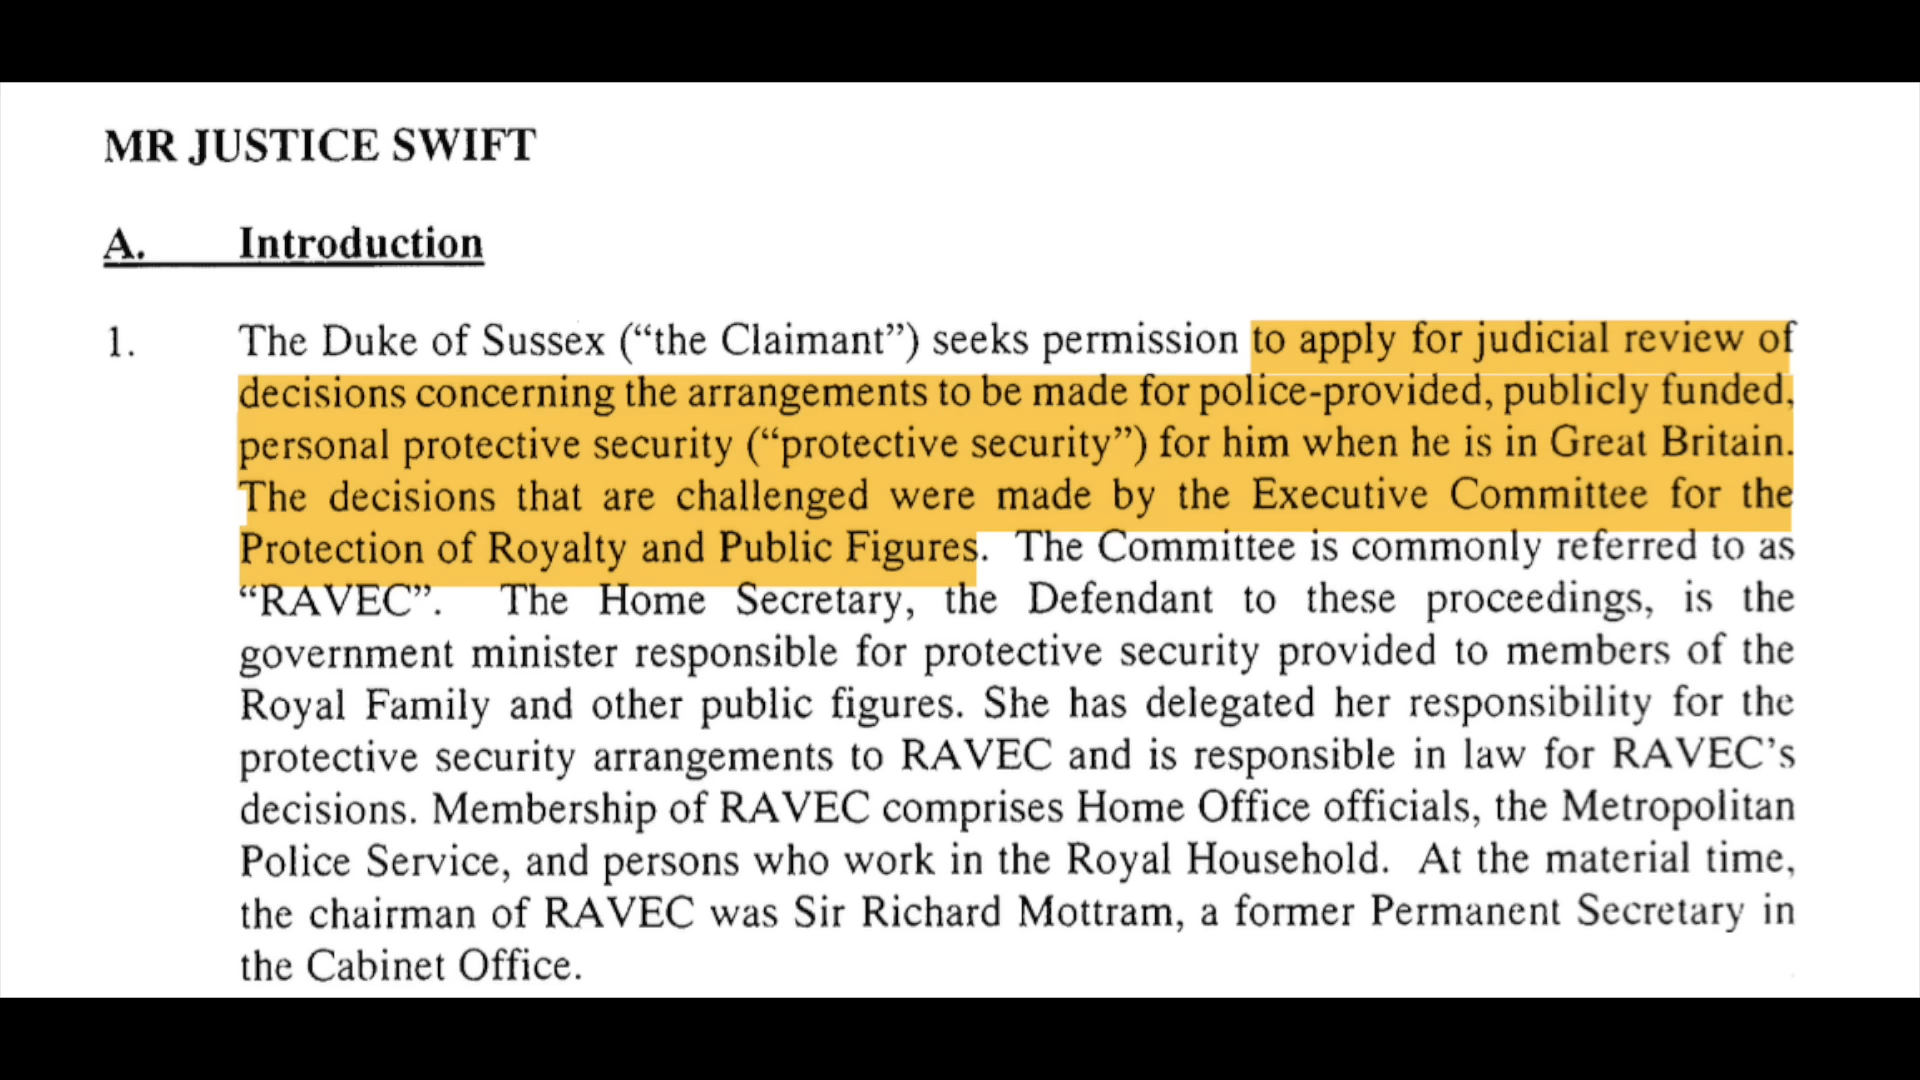 MR JUSTICE SWIFT
A. Introduction
1. The Duke of Sussex (“the Claimant”) seeks permission to apply for judicial review of
decisions concerning the arrangements to be made for police-provided, publicly funded,
personal protective security (“protective security”) for him when he is in Great Britain.
The decisions that are challenged were made by the Executive Committee for the
Protection of Royalty and Public Figures. The Committee is commonly referred to as
“RAVEC”. The Home Secretary, the Defendant to these proceedings, is the
government minister responsible for protective security provided to members of the
Royal Family and other public figures. She has delegated her responsibility for the
protective security arrangements to RAVEC and is responsible in law for RAVEC’s
decisions. Membership of RAVEC comprises Home Office officials, the Metropolitan
Police Service, and persons who work in the Royal Household. At the material time,
the chairman of RAVEC was Sir Richard Mottram, a former Permanent Secretary in
the Cabinet Office.